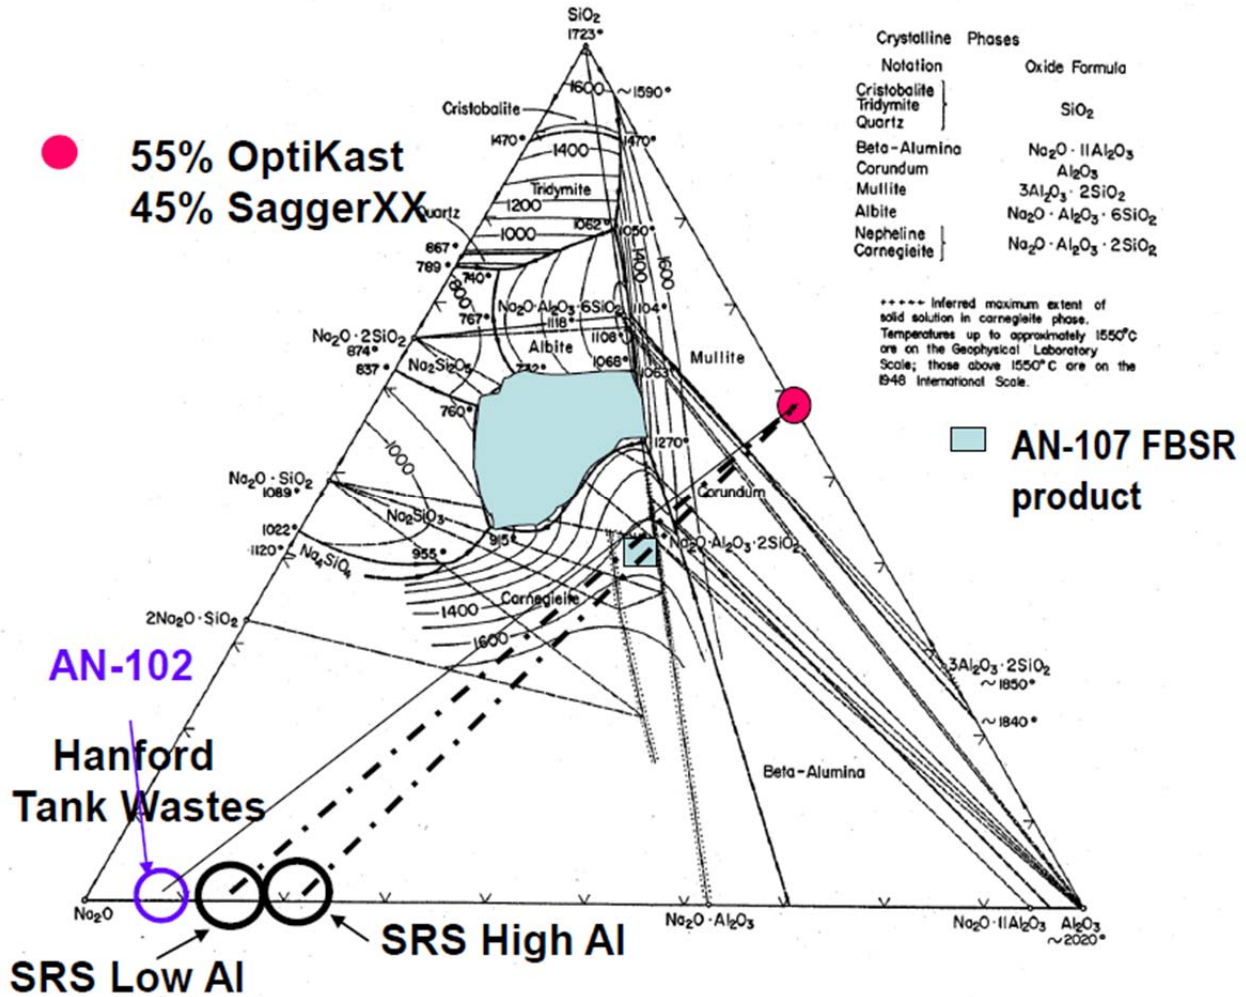 SiO₂
1723°
1600
~1590°
Cristobalite
1470°
1470°
1400
Tridymite
1200
Quartz
1062°
1050°
1000
867°
789°
740°
1400
1600
800
767°
Na₂O·Al₂O₃·6SiO₂
1104°
1118°
1108°
Na₂O·2SiO₂
874°
837°
Albite
1068°
1063°
Mullite
Na₂Si₂O₅
732°
760°
1270°
1000
Na₂O·SiO₂
1089°
Corundum
Na₂SiO₃
1022°
1120°
915°
955°
Na₄SiO₄
Na₂O·Al₂O₃·2SiO₂
Carnegieite
1400
1600
2Na₂O·SiO₂
3Al₂O₃·2SiO₂
~1850°
~1840°
Beta-Alumina
Na₂O
Na₂O·Al₂O₃
Na₂O·11Al₂O₃
Al₂O₃
~2020°
55% OptiKast
45% SaggerXX
Crystalline Phases
Notation Oxide Formula
Cristobalite
Tridymite SiO₂
Quartz
Beta-Alumina Na₂O·11Al₂O₃
Corundum Al₂O₃
Mullite 3Al₂O₃·2SiO₂
Albite Na₂O·Al₂O₃·6SiO₂
Nepheline
Carnegieite Na₂O·Al₂O₃·2SiO₂
+++++ Inferred maximum extent of
solid solution in carnegieite phase.
Temperatures up to approximately 1550°C
are on the Geophysical Laboratory
Scale; those above 1550°C are on the
1948 International Scale.
AN-107 FBSR
product
AN-102
Hanford
Tank Wastes
SRS High Al
SRS Low Al